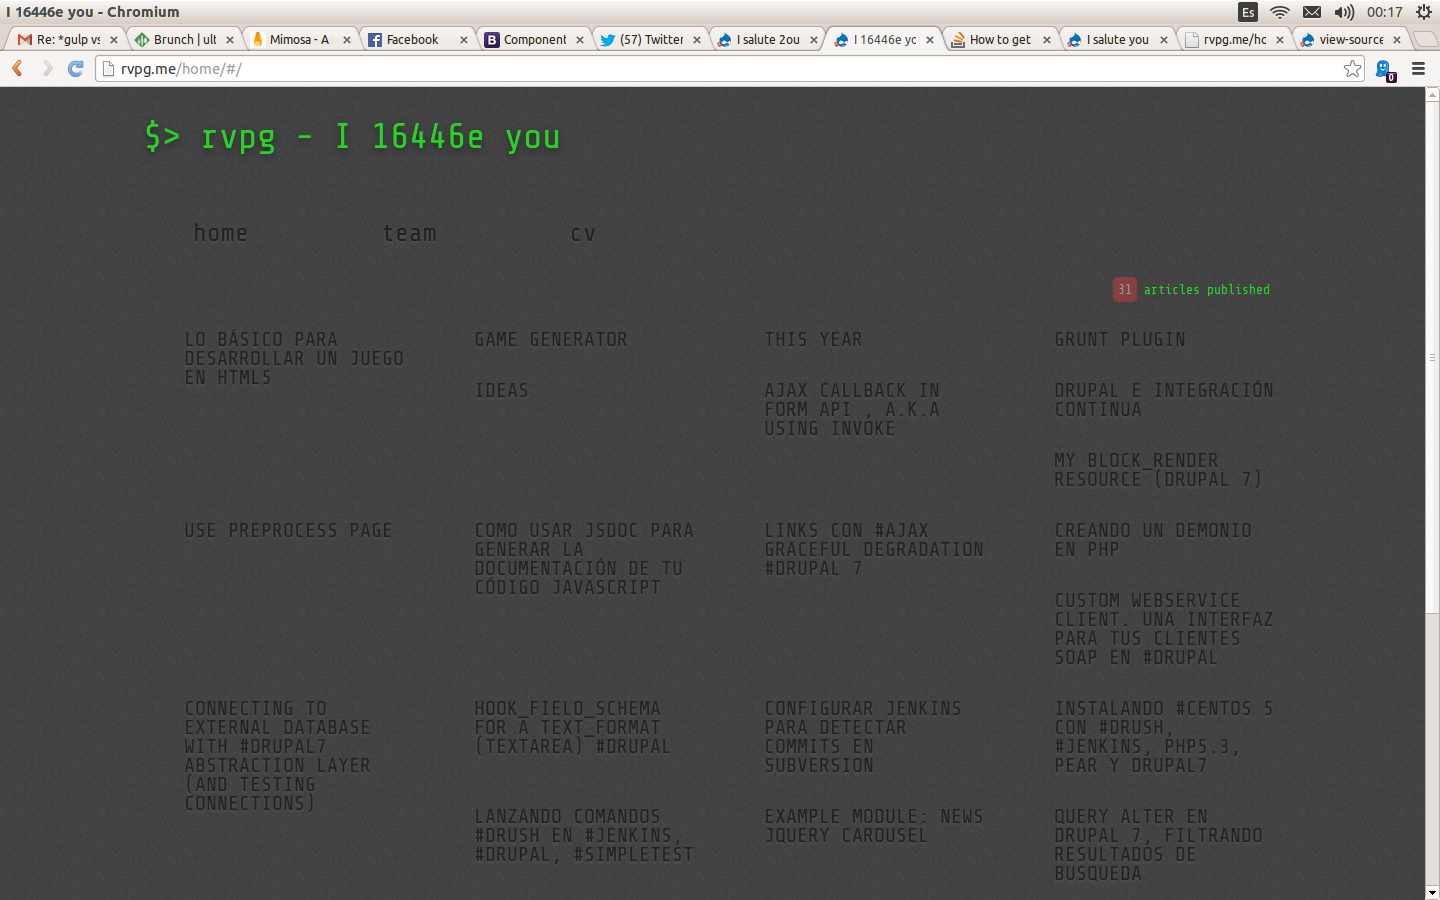 I 16446e you - Chromium
Es
00:17
Re: *gulp vs
Brunch | ult
Mimosa - A
Facebook
Component
(57) Twitter
I salute 2ou
I 16446e yo
How to get
I salute you
rvpg.me/ho
view-source
rvpg.me/home/#/
0
$> rvpg - I 16446e you
home
team
cv
31 articles published
LO BÁSICO PARA
DESARROLLAR UN JUEGO
EN HTML5
GAME GENERATOR
THIS YEAR
GRUNT PLUGIN
IDEAS
AJAX CALLBACK IN
FORM API , A.K.A
USING INVOKE
DRUPAL E INTEGRACIÓN
CONTINUA
MY BLOCK_RENDER
RESOURCE (DRUPAL 7)
USE PREPROCESS PAGE
COMO USAR JSDOC PARA
GENERAR LA
DOCUMENTACIÓN DE TU
CÓDIGO JAVASCRIPT
LINKS CON #AJAX
GRACEFUL DEGRADATION
#DRUPAL 7
CREANDO UN DEMONIO
EN PHP
CUSTOM WEBSERVICE
CLIENT. UNA INTERFAZ
PARA TUS CLIENTES
SOAP EN #DRUPAL
CONNECTING TO
EXTERNAL DATABASE
WITH #DRUPAL7
ABSTRACTION LAYER
(AND TESTING
CONNECTIONS)
HOOK_FIELD_SCHEMA
FOR A TEXT_FORMAT
(TEXTAREA) #DRUPAL
CONFIGURAR JENKINS
PARA DETECTAR
COMMITS EN
SUBVERSION
INSTALANDO #CENTOS 5
CON #DRUSH,
#JENKINS, PHP5.3,
PEAR Y DRUPAL7
LANZANDO COMANDOS
#DRUSH EN #JENKINS,
#DRUPAL, #SIMPLETEST
EXAMPLE MODULE: NEWS
JQUERY CAROUSEL
QUERY ALTER EN
DRUPAL 7, FILTRANDO
RESULTADOS DE
BUSQUEDA